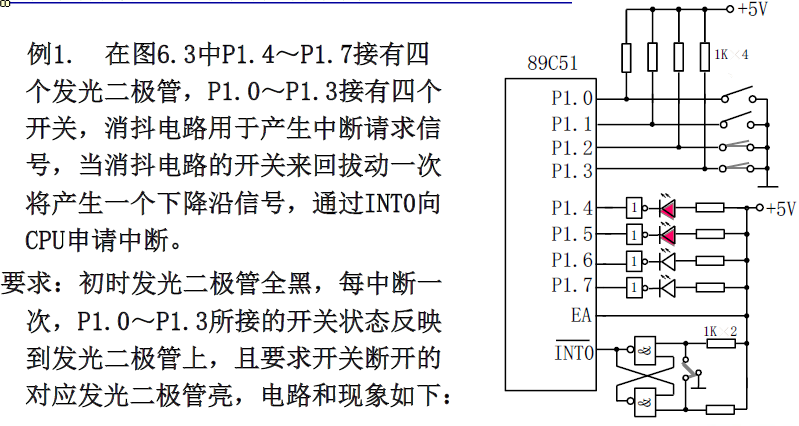 例1. 在图6.3中P1.4～P1.7接有四
个发光二极管，P1.0～P1.3接有四个
开关，消抖电路用于产生中断请求信
号，当消抖电路的开关来回拔动一次
将产生一个下降沿信号，通过INT0向
CPU申请中断。
要求：初时发光二极管全黑，每中断一
次，P1.0～P1.3所接的开关状态反映
到发光二极管上，且要求开关断开的
对应发光二极管亮，电路和现象如下：
+5V
1K×4
89C51
P1.0
P1.1
P1.2
P1.3
P1.4
1
+5V
P1.5
1
P1.6
1
P1.7
1
EA
1K×2
INT0
&
&